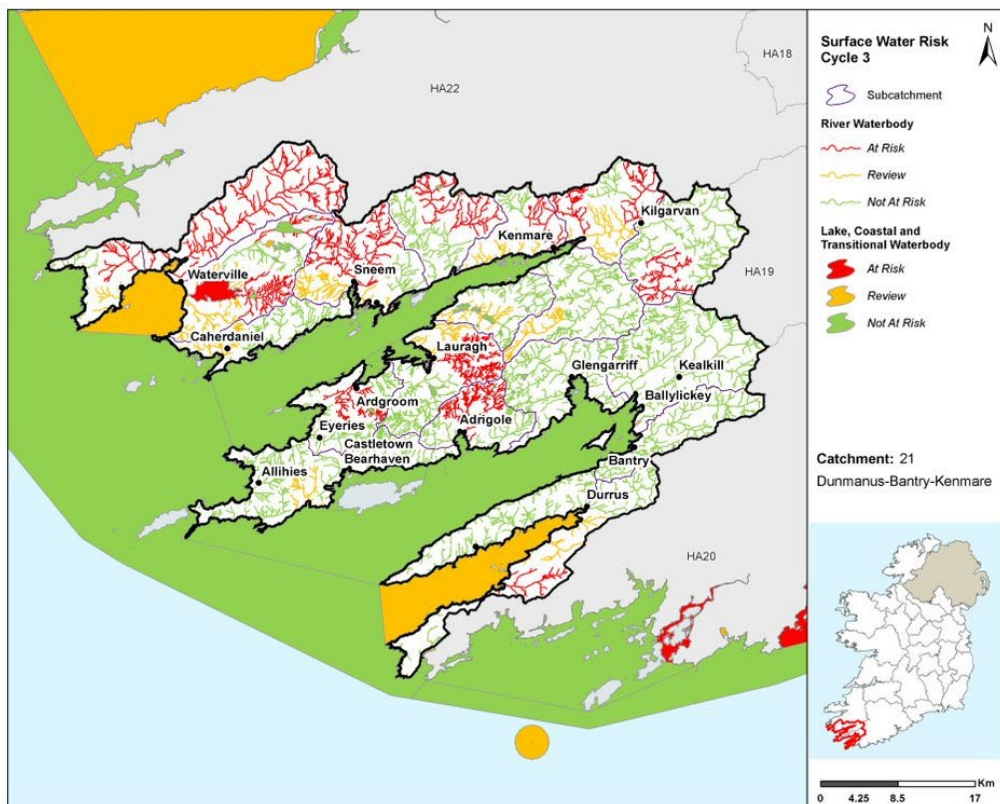 HA18
HA22
HA19
Kilgarvan
Kenmare
Sneem
Waterville
Caherdaniel
Lauragh
Glengarriff
Kealkill
Ardgroom
Ballylickey
Adrigole
Eyeries
Castletown
Bearhaven
Bantry
Allihies
Durrus
HA20
Surface Water Risk
Cycle 3
N
Subcatchment
River Waterbody
At Risk
Review
Not At Risk
Lake, Coastal and
Transitional Waterbody
At Risk
Review
Not At Risk
Catchment: 21
Dunmanus-Bantry-Kenmare
Km
0 4.25 8.5 17